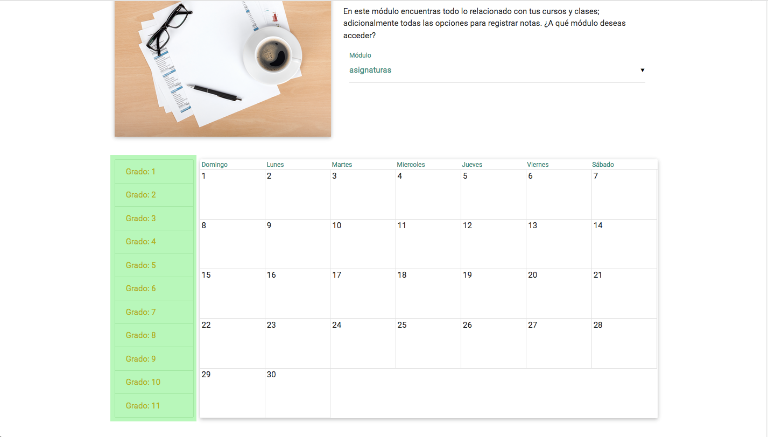 En este módulo encuentras todo lo relacionado con tus cursos y clases;
adicionalmente todas las opciones para registrar notas. ¿A qué módulo deseas
acceder?
Módulo
asignaturas
Grado: 1
Grado: 2
Grado: 3
Grado: 4
Grado: 5
Grado: 6
Grado: 7
Grado: 8
Grado: 9
Grado: 10
Grado: 11
Domingo Lunes Martes Miercoles Jueves Viernes Sábado
1 2 3 4 5 6 7
8 9 10 11 12 13 14
15 16 17 18 19 20 21
22 23 24 25 26 27 28
29 30